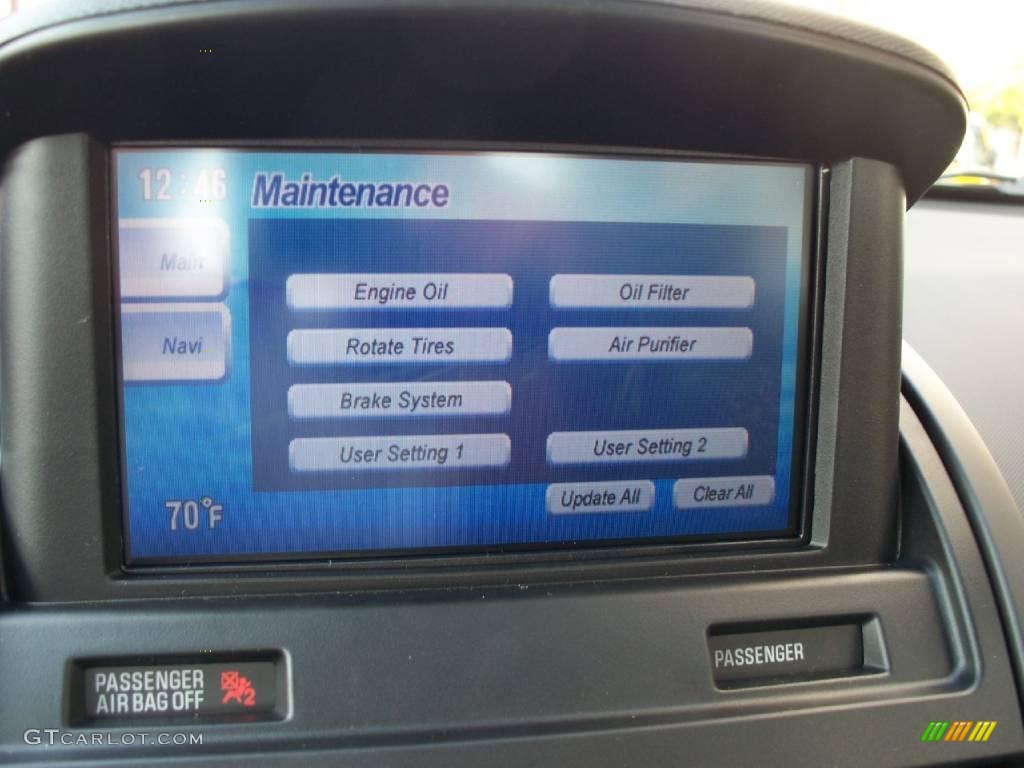 12:46
Maintenance
Main
Engine Oil
Oil Filter
Navi
Rotate Tires
Air Purifier
Brake System
User Setting 1
User Setting 2
Update All
Clear All
70°F
PASSENGER
AIR BAG OFF
2
PASSENGER
GTCARLOT.COM